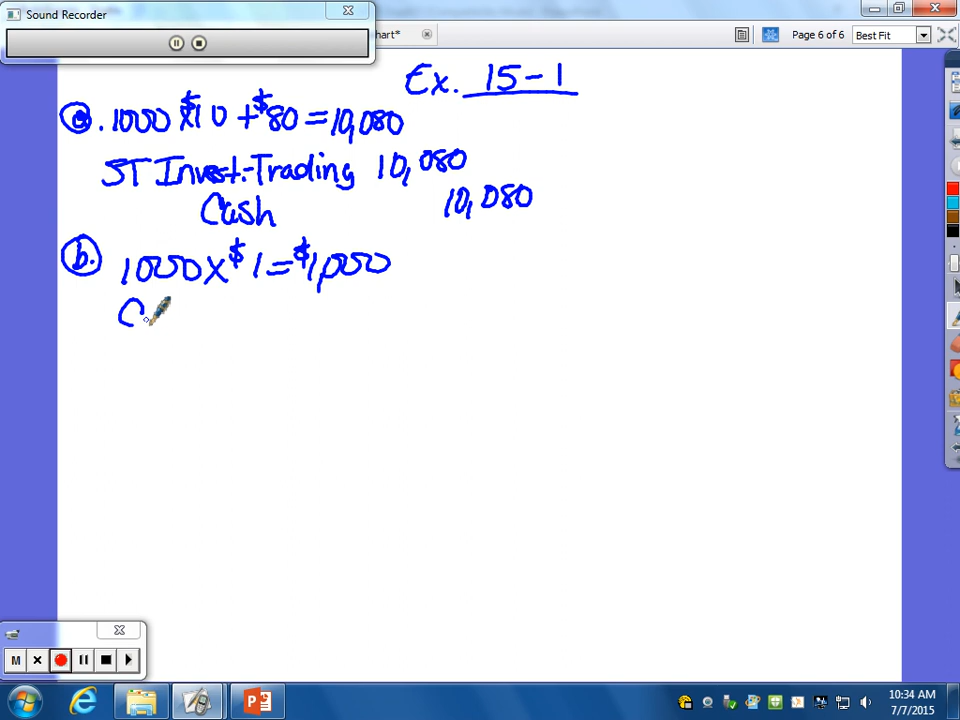 Sound Recorder
hart*
Page 6 of 6
Best Fit
Ex. 15-1
a. 1000 x $10 + $80 = 10,080
ST Invest.-Trading 10,080
Cash 10,080
b. 1000 x $1 = $1,000
C
M
10:34 AM
7/7/2015